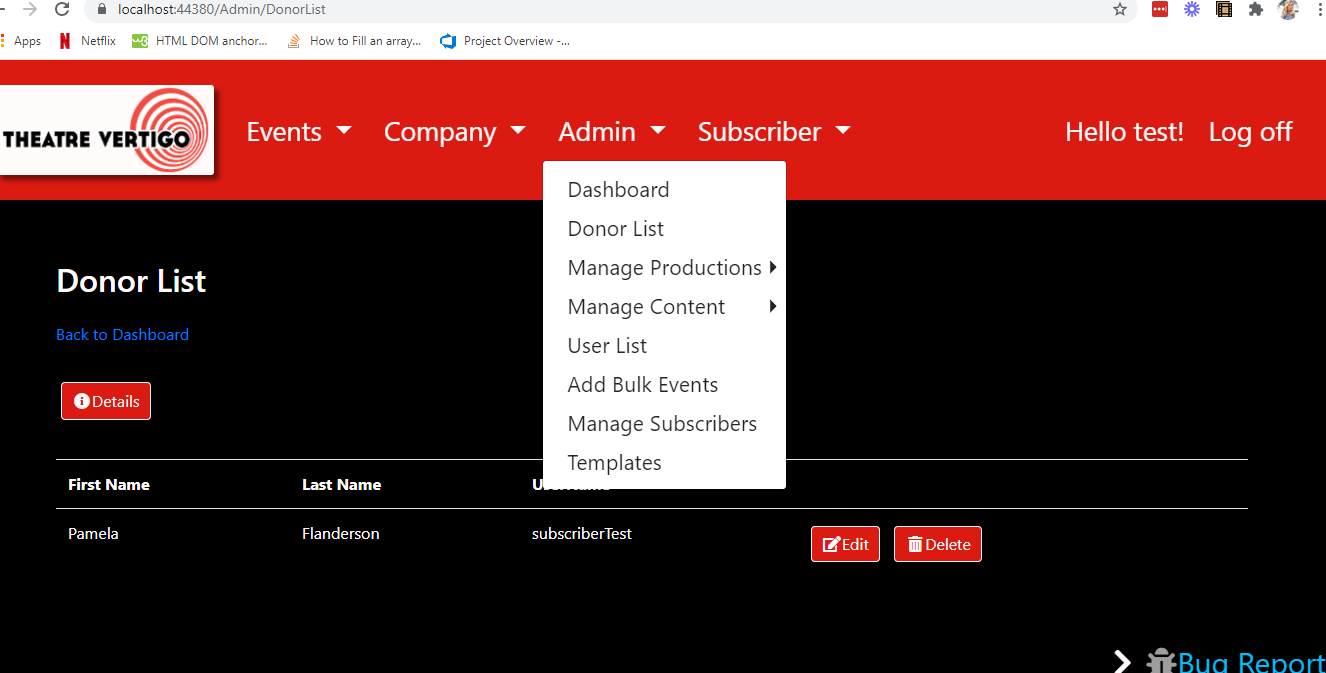 localhost:44380/Admin/DonorList
Apps Netflix HTML DOM anchor... How to Fill an array... Project Overview -...
THEATRE VERTIGO
Events Company Admin Subscriber Hello test! Log off
Dashboard
Donor List
Manage Productions
Manage Content
User List
Add Bulk Events
Manage Subscribers
Templates
Donor List
Back to Dashboard
Details
First Name Last Name
Pamela Flanderson subscriberTest Edit Delete
Bug Report